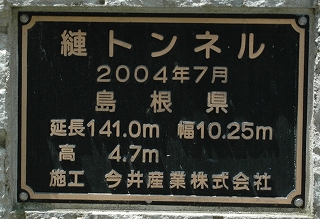 縺トンネル
2004年7月
島根県
延長141.0m 幅10.25m
高 4.7m
施工 今井産業株式会社